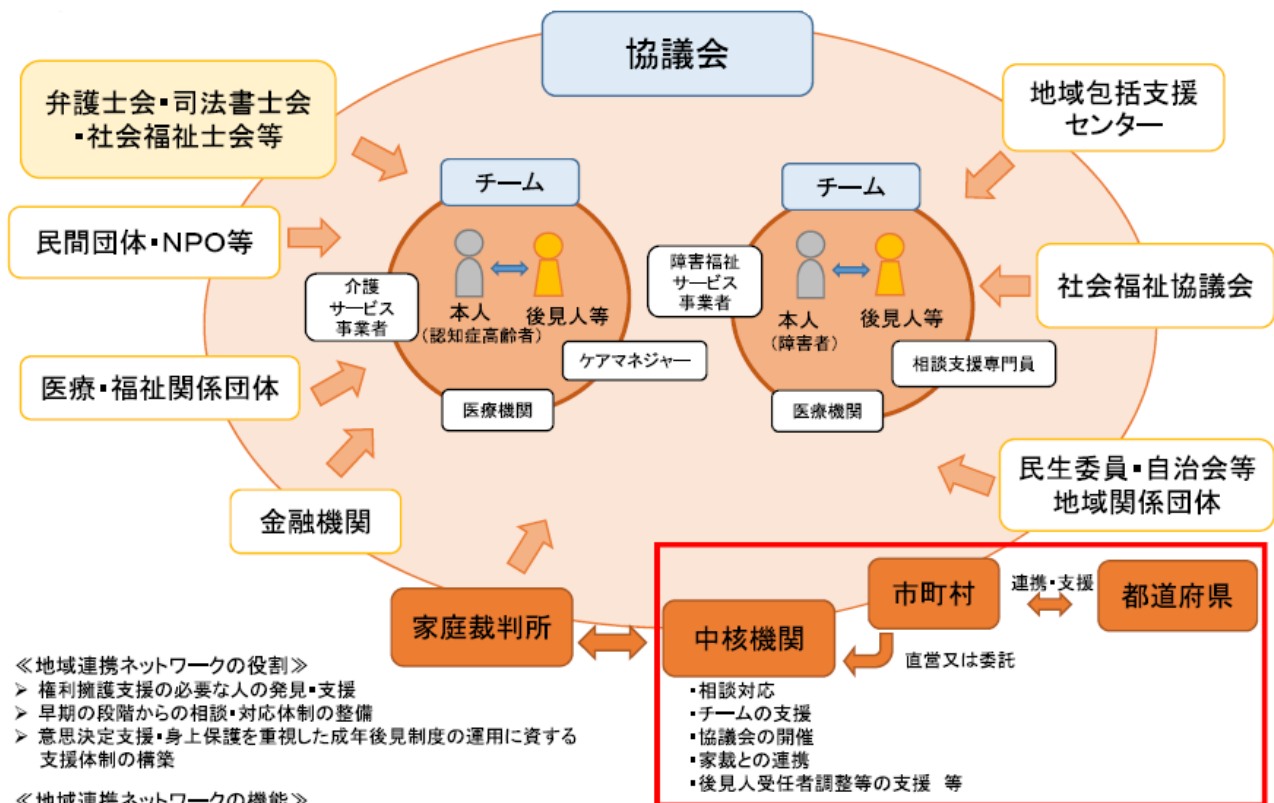 協議会
弁護士会・司法書士会
・社会福祉士会等
地域包括支援
センター
チーム
チーム
民間団体・NPO等
介護
サービス
事業者
本人
(認知症高齢者)
後見人等
ケアマネジャー
医療機関
障害福祉
サービス
事業者
本人
(障害者)
後見人等
相談支援専門員
医療機関
社会福祉協議会
医療・福祉関係団体
金融機関
民生委員・自治会等
地域関係団体
家庭裁判所
中核機関
市町村
連携・支援
都道府県
直営又は委託
・相談対応
・チームの支援
・協議会の開催
・家裁との連携
・後見人受任者調整等の支援 等
≪地域連携ネットワークの役割≫
➢ 権利擁護支援の必要な人の発見・支援
➢ 早期の段階からの相談・対応体制の整備
➢ 意思決定支援・身上保護を重視した成年後見制度の運用に資する
支援体制の構築
≪地域連携ネットワークの機能≫